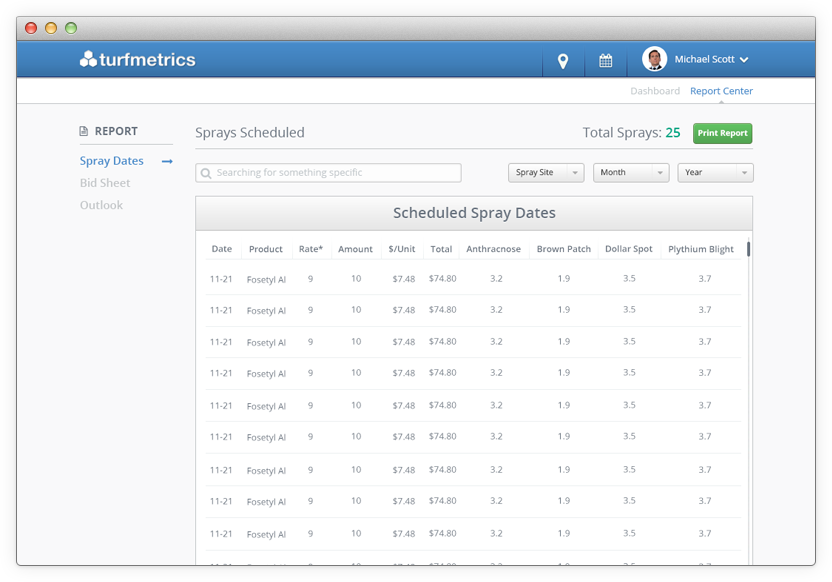 turfmetrics
Michael Scott
Dashboard Report Center
REPORT
Spray Dates
Bid Sheet
Outlook
Sprays Scheduled
Total Sprays: 25
Print Report
Searching for something specific
Spray Site
Month
Year
Scheduled Spray Dates
Date Product Rate* Amount $/Unit Total Anthracnose Brown Patch Dollar Spot Plythium Blight
11-21 Fosetyl Al 9 10 $7.48 $74.80 3.2 1.9 3.5 3.7
11-21 Fosetyl Al 9 10 $7.48 $74.80 3.2 1.9 3.5 3.7
11-21 Fosetyl Al 9 10 $7.48 $74.80 3.2 1.9 3.5 3.7
11-21 Fosetyl Al 9 10 $7.48 $74.80 3.2 1.9 3.5 3.7
11-21 Fosetyl Al 9 10 $7.48 $74.80 3.2 1.9 3.5 3.7
11-21 Fosetyl Al 9 10 $7.48 $74.80 3.2 1.9 3.5 3.7
11-21 Fosetyl Al 9 10 $7.48 $74.80 3.2 1.9 3.5 3.7
11-21 Fosetyl Al 9 10 $7.48 $74.80 3.2 1.9 3.5 3.7
11-21 Fosetyl Al 9 10 $7.48 $74.80 3.2 1.9 3.5 3.7